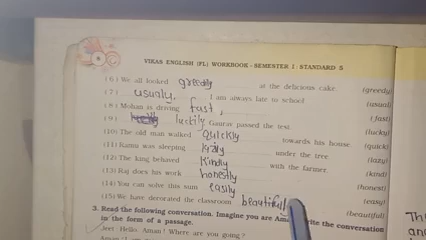 VIKAS ENGLISH (FL) WORKBOOK - SEMESTER 1 : STANDARD 5
(6) We all looked greedily at the delicious cake. (greedy)
(7) usualy, I am always late to school (usual)
(8) Mohan is driving fast, (fast)
(9) luckily Gaurav passed the test. (lucky)
(10) The old man walked Quickly towards his house (quick)
(11) Ramu was sleeping lazily under the tree. (lazy)
(12) The king behaved Kindly with the farmer. (kind)
(13) Raj does his work honestly (honest)
(14) You can solve this sum easily (easy)
(15) We have decorated the classroom beautifully (beautiful)
3. Read the following conversation. Imagine you are write the conversation
in the form of a passage.
Jeet : Hello, Aman! Where are you going?